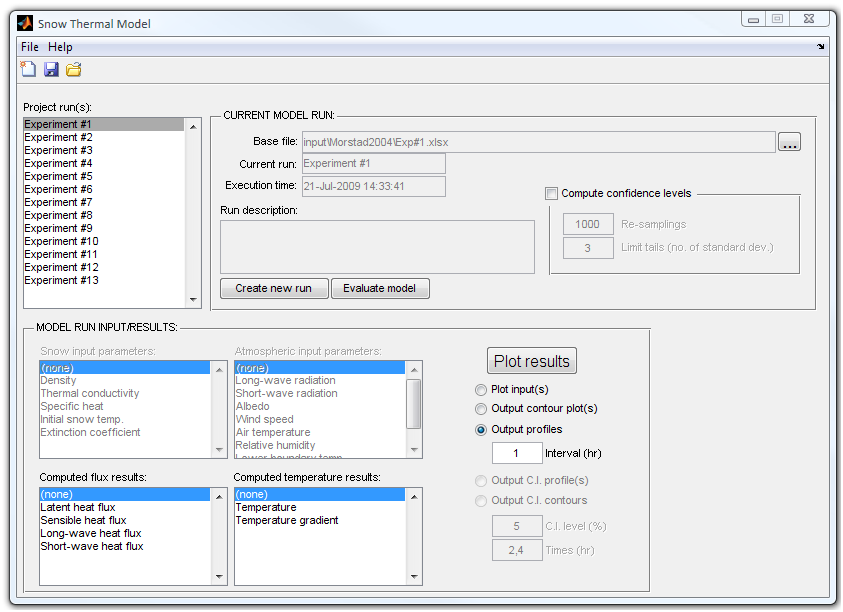 Snow Thermal Model
File Help
Project run(s):
Experiment #1
Experiment #2
Experiment #3
Experiment #4
Experiment #5
Experiment #6
Experiment #7
Experiment #8
Experiment #9
Experiment #10
Experiment #11
Experiment #12
Experiment #13
CURRENT MODEL RUN:
Base file: input\Morstad2004\Exp#1.xlsx ...
Current run: Experiment #1
Execution time: 21-Jul-2009 14:33:41
Run description:
Create new run Evaluate model
Compute confidence levels
1000 Re-samplings
3 Limit tails (no. of standard dev.)
MODEL RUN INPUT/RESULTS:
Snow input parameters:
(none)
Density
Thermal conductivity
Specific heat
Initial snow temp.
Extinction coefficient
Atmospheric input parameters:
(none)
Long-wave radiation
Short-wave radiation
Albedo
Wind speed
Air temperature
Relative humidity
Lower boundary temp.
Computed flux results:
(none)
Latent heat flux
Sensible heat flux
Long-wave heat flux
Short-wave heat flux
Computed temperature results:
(none)
Temperature
Temperature gradient
Plot results
Plot input(s)
Output contour plot(s)
Output profiles
1 Interval (hr)
Output C.I. profile(s)
Output C.I. contours
5 C.I. level (%)
2,4 Times (hr)